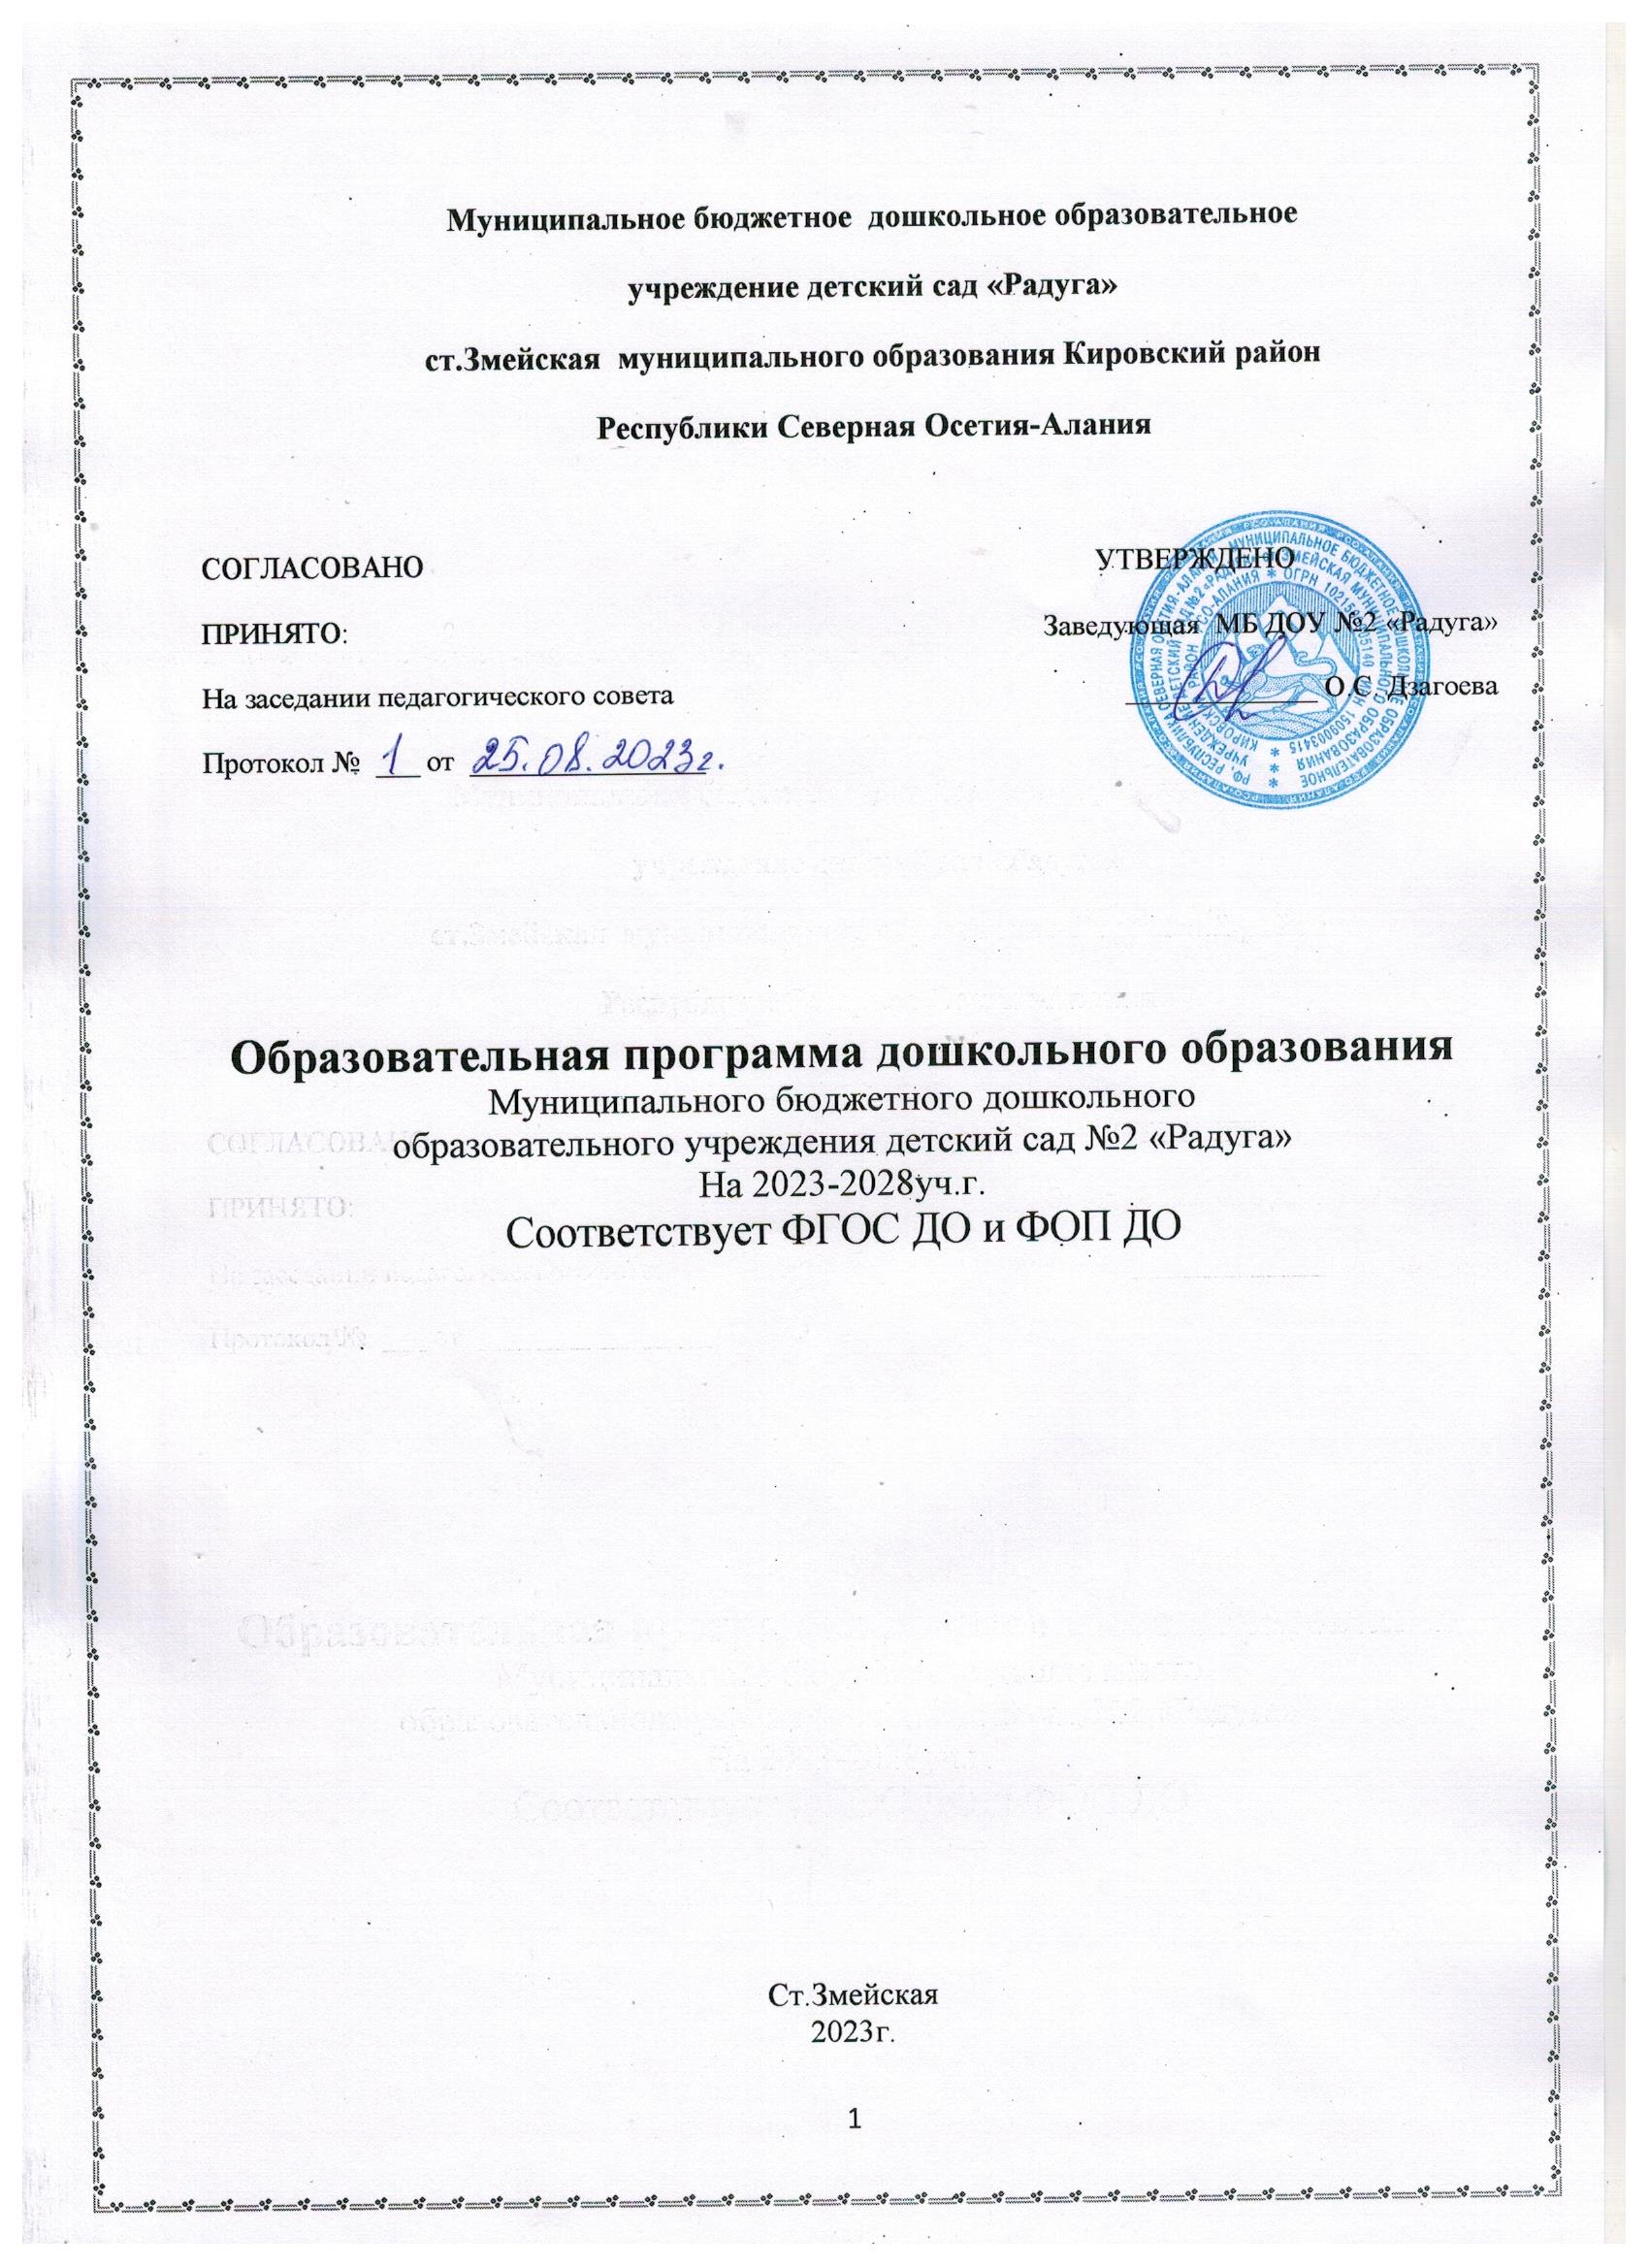 Муниципальное бюджетное дошкольное образовательное
учреждение детский сад «Радуга»
ст.Змейская муниципального образования Кировский район
Республики Северная Осетия-Алания
СОГЛАСОВАНО
ПРИНЯТО:
На заседании педагогического совета
Протокол № 1 от 25.08.2023г.
УТВЕРЖДЕНО
Заведующая МБ ДОУ №2 «Радуга»
О.С. Дзагоева
Образовательная программа дошкольного образования
Муниципального бюджетного дошкольного
образовательного учреждения детский сад №2 «Радуга»
На 2023-2028уч.г.
Соответствует ФГОС ДО и ФОП ДО
Ст.Змейская
2023г.
1